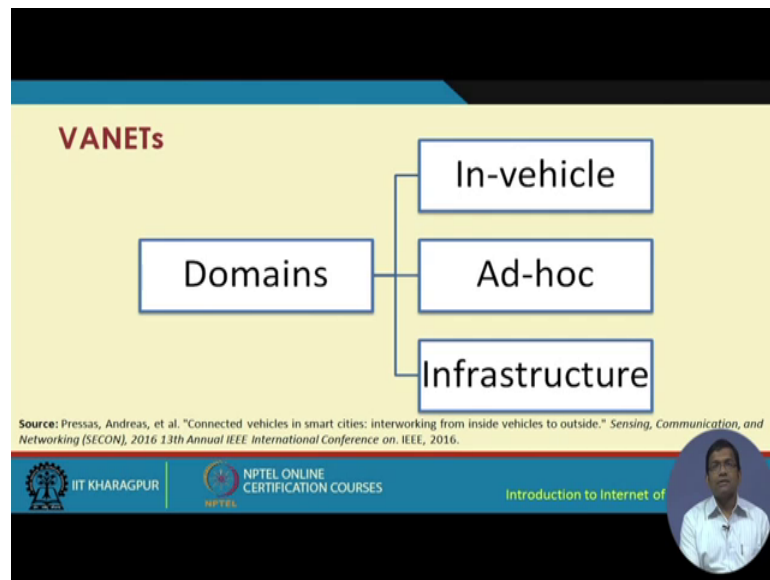 VANETs
In-vehicle
Domains
Ad-hoc
Infrastructure
Source: Pressas, Andreas, et al. "Connected vehicles in smart cities: interworking from inside vehicles to outside." Sensing, Communication, and
Networking (SECON), 2016 13th Annual IEEE International Conference on. IEEE, 2016.
IIT KHARAGPUR
NPTEL ONLINE
CERTIFICATION COURSES
NPTEL
Introduction to Internet of